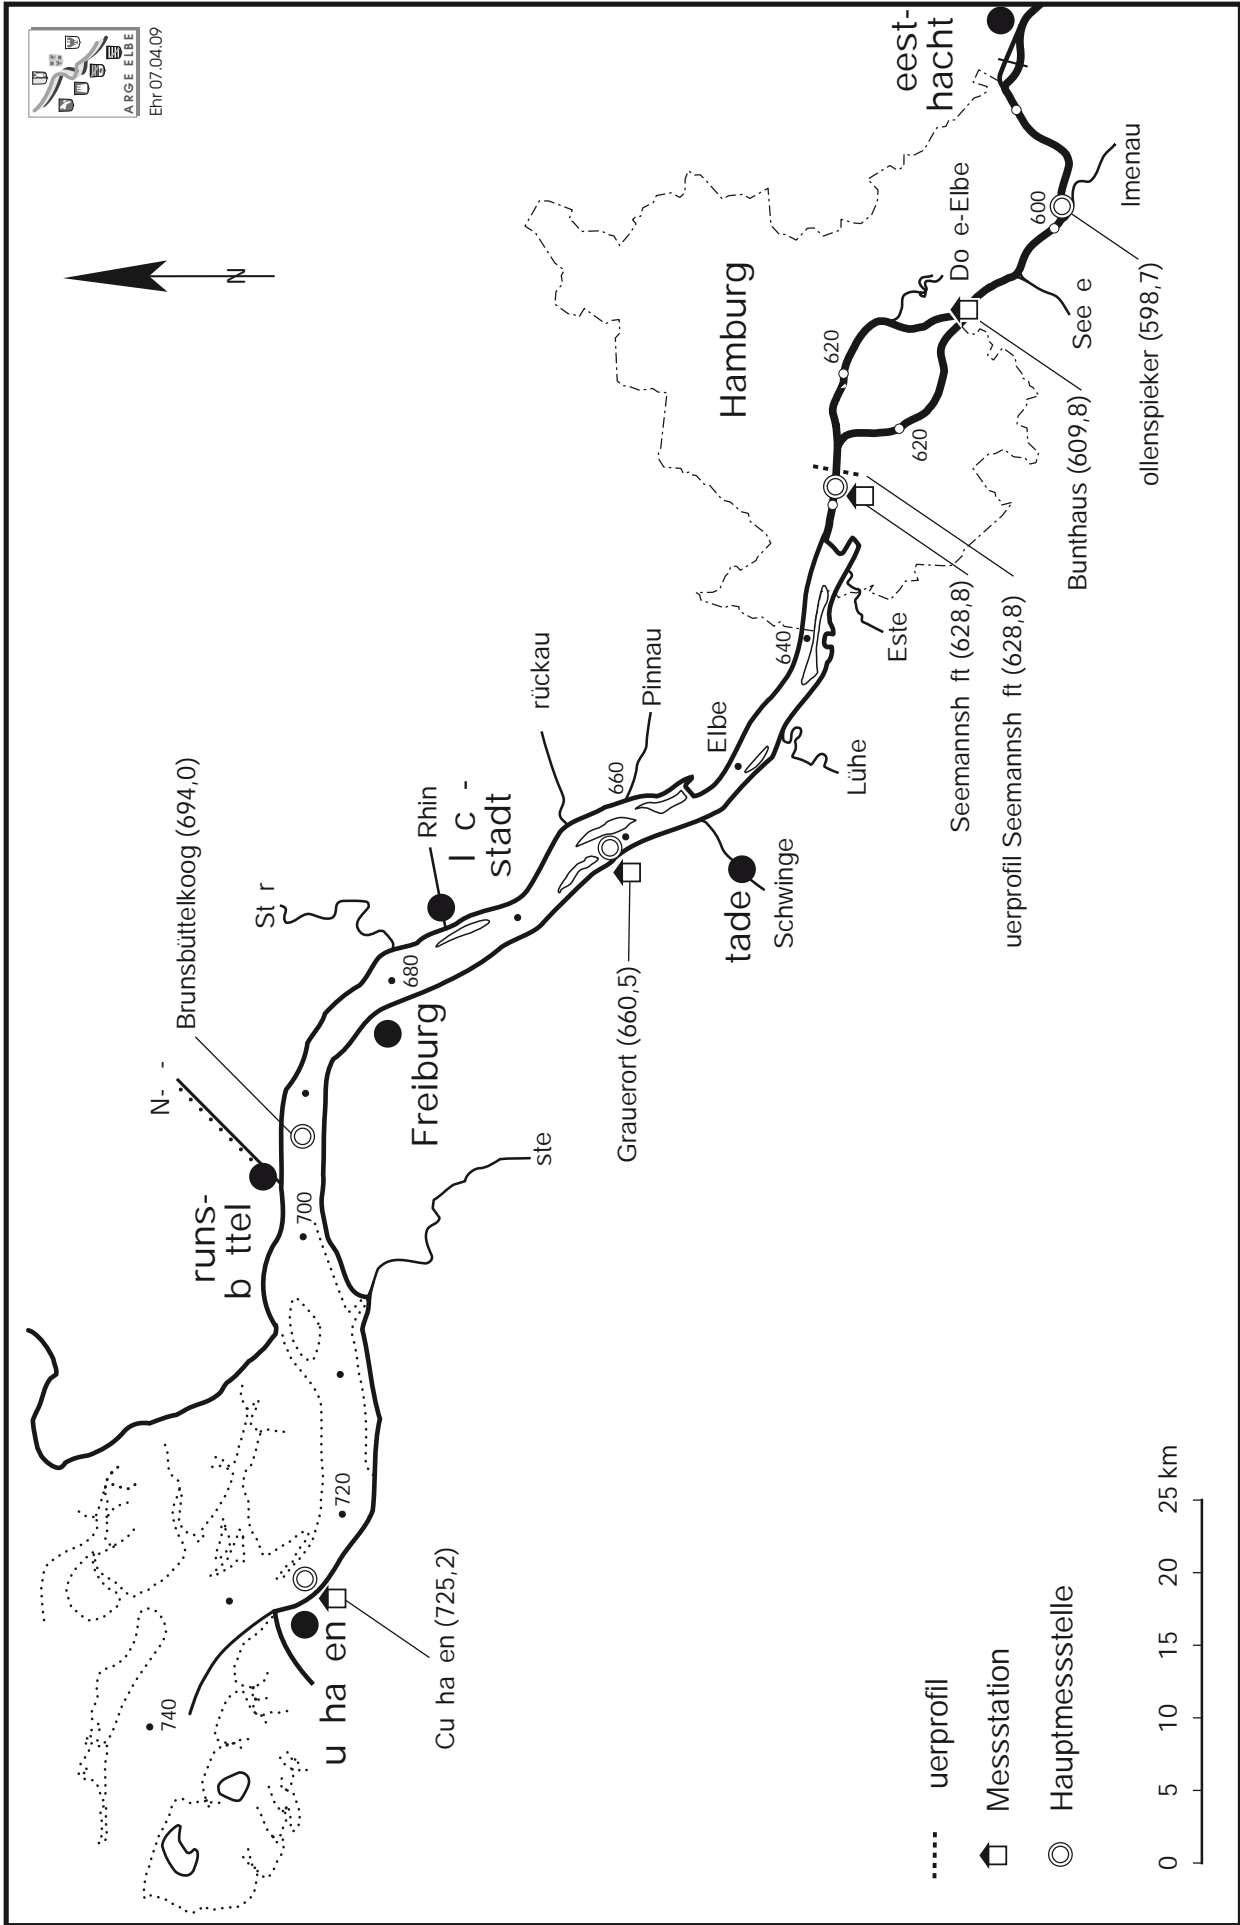 ARGE ELBE
Ehr 07.04.09
N
eest-
hacht
Imenau
600
Do e-Elbe
See e
ollenspieker (598,7)
Hamburg
620
620
Bunthaus (609,8)
Seemannsh ft (628,8)
uerprofil Seemannsh ft (628,8)
Este
640
Lühe
Elbe
Pinnau
rückau
660
Schwinge
tade
Grauerort (660,5)
Rhin
l c -
stadt
St r
680
Freiburg
Brunsbüttelkoog (694,0)
N- -
runs-
b ttel
700
ste
720
u ha en
Cu ha en (725,2)
740
uerprofil
Messstation
Hauptmessstelle
0 5 10 15 20 25 km